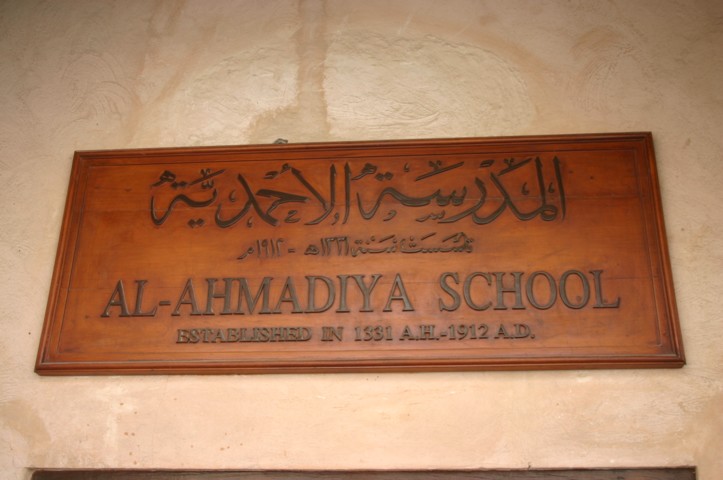 المدرسة الأحمدية
تأسست سنة ١٣٣١هـ - ١٩١٢م
AL-AHMADIYA SCHOOL
ESTABLISHED IN 1331 A.H.-1912 A.D.